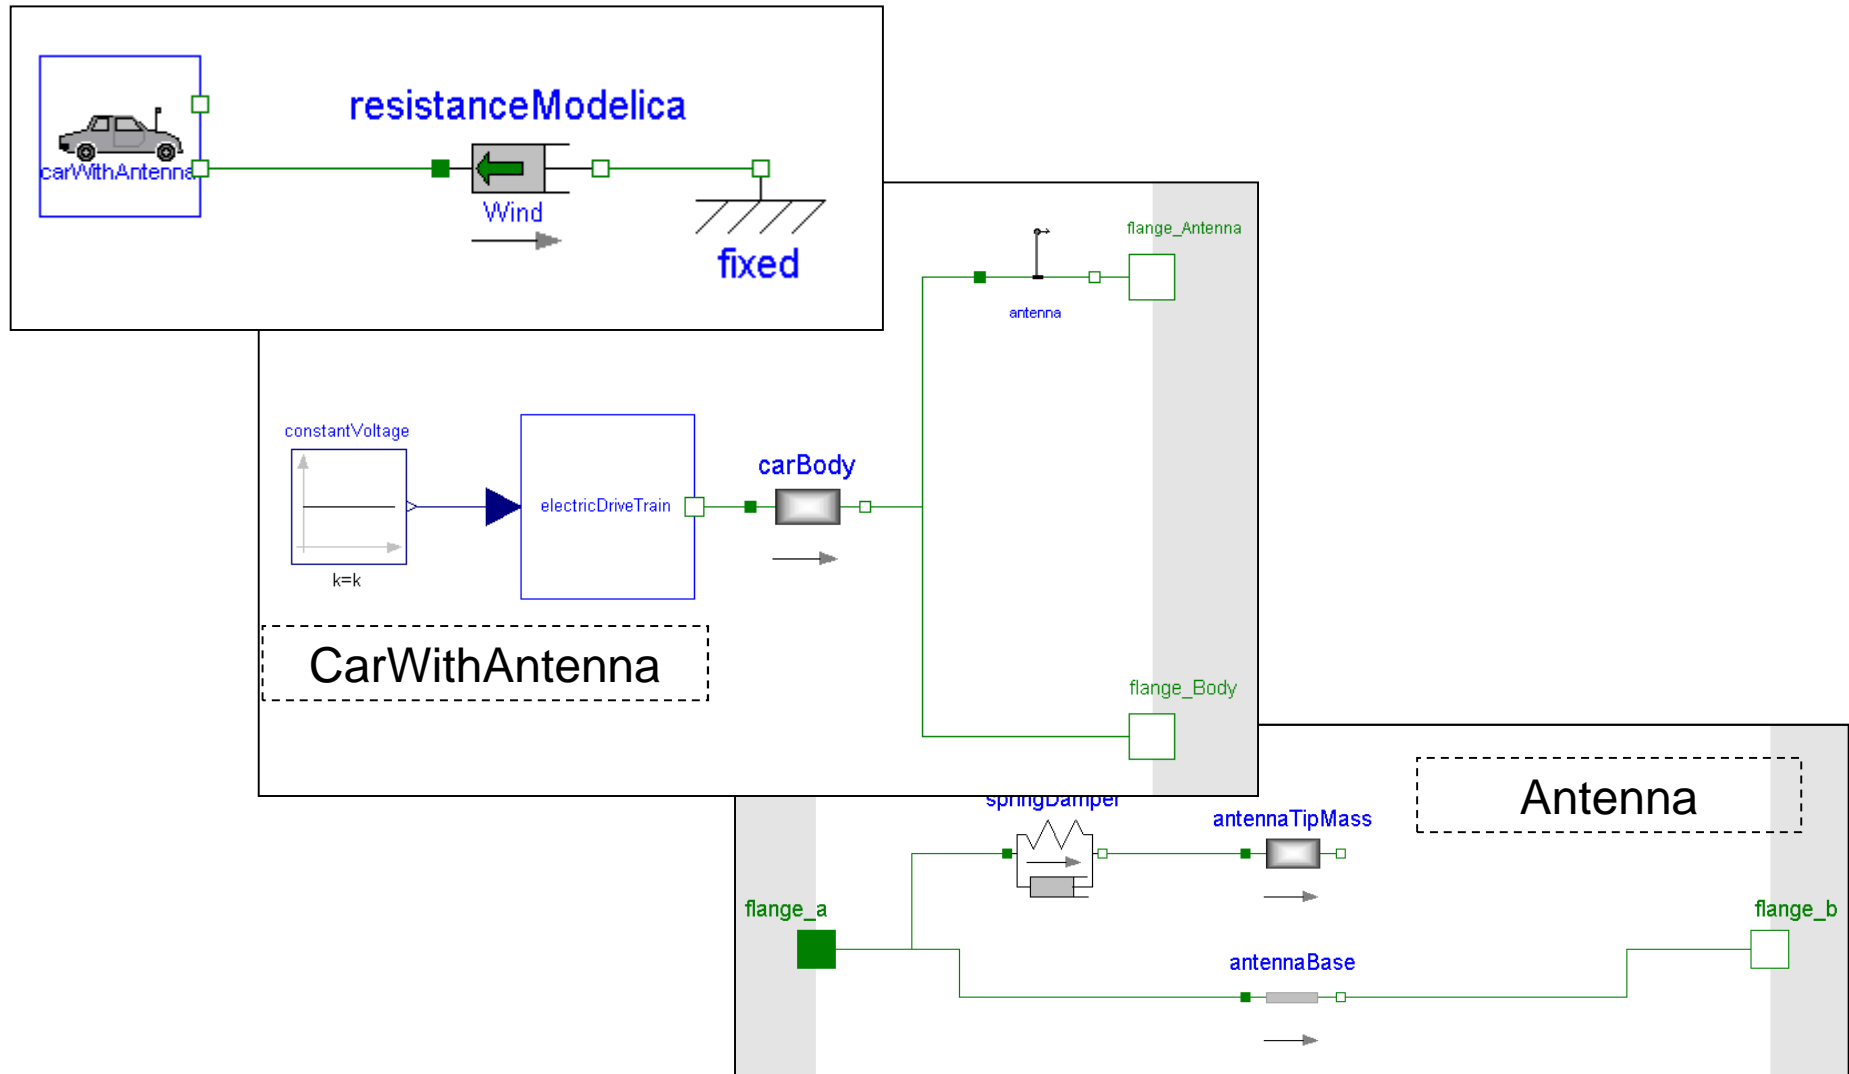 resistanceModelica
carWithAntenna
Wind
fixed
flange_Antenna
antenna
constantVoltage
carBody
electricDriveTrain
k=k
CarWithAntenna
flange_Body
Antenna
springDamper
antennaTipMass
flange_a
flange_b
antennaBase